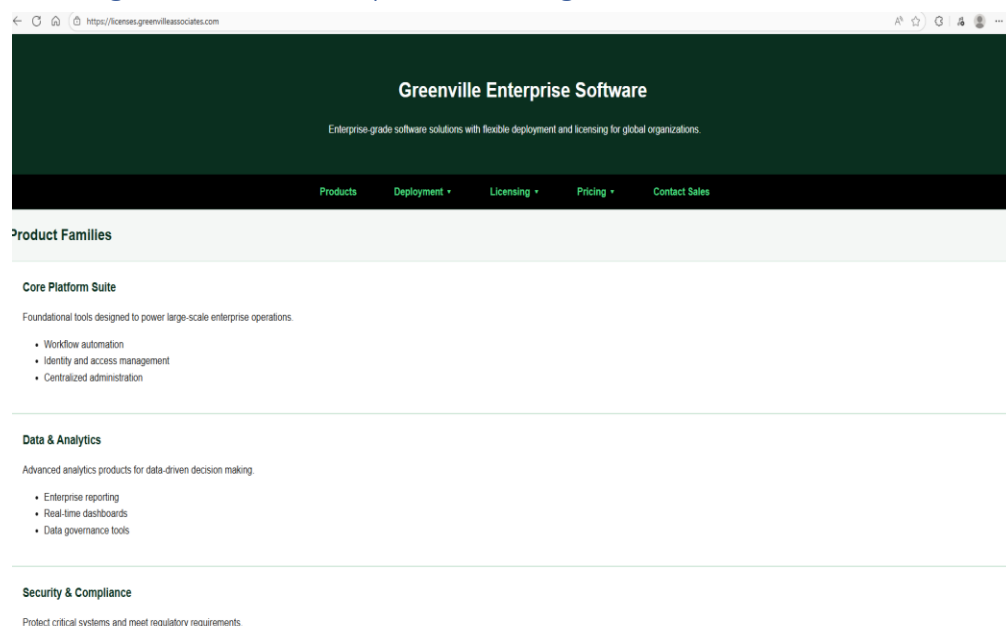 https://licenses.greenvilleassociates.com
Greenville Enterprise Software
Enterprise-grade software solutions with flexible deployment and licensing for global organizations.
Products Deployment ▾ Licensing ▾ Pricing ▾ Contact Sales
Product Families
Core Platform Suite
Foundational tools designed to power large-scale enterprise operations.
• Workflow automation
• Identity and access management
• Centralized administration
Data & Analytics
Advanced analytics products for data-driven decision making.
• Enterprise reporting
• Real-time dashboards
• Data governance tools
Security & Compliance
Protect critical systems and meet regulatory requirements.